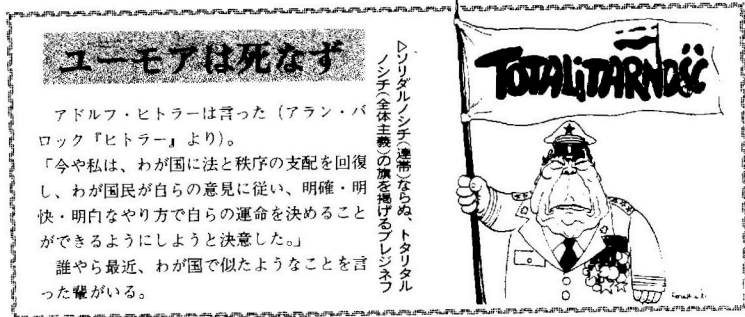 ユーモアは死なず
アドルフ・ヒトラーは言った(アラン・バ
ロック『ヒトラー』より)。
「今や私は、わが国に法と秩序の支配を回復
し、わが国民が自らの意見に従い、明確・明
快・明白なやり方で自らの運命を決めること
ができるようにしようと決意した。」
誰やら最近、わが国で似たようなことを言
った輩がいる。
▷ソリダルノシチ(連帯)ならぬ、トタリタル
ノシチ(全体主義)の旗を掲げるブレジネフ
TOTALiTARNOŚĆ